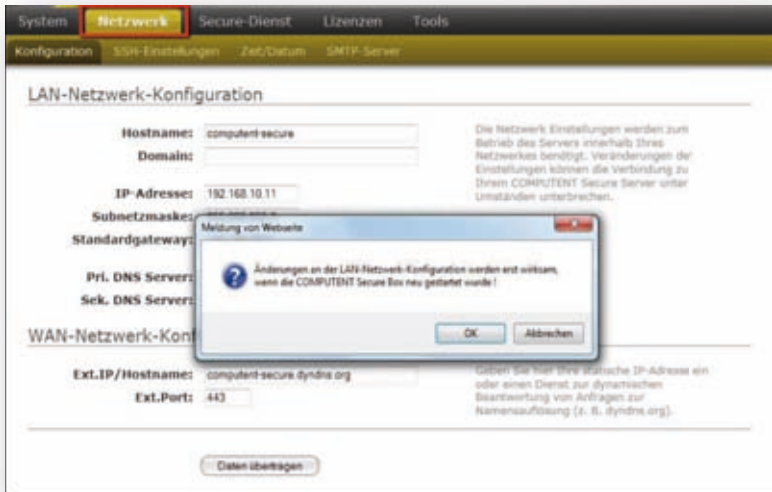 System Netzwerk Secure-Dienst Lizenzen Tools
Konfiguration SSH-Einstellungen Zeit/Datum SMTP-Server
LAN-Netzwerk-Konfiguration
Hostname: computent-secure
Domain:
Die Netzwerk Einstellungen werden zum
Betrieb des Servers innerhalb Ihres
Netzwerkes benötigt. Veränderungen der
Einstellungen können die Verbindung zu
Ihrem COMPUTENT Secure Server unter
Umständen unterbrechen.
IP-Adresse: 192.168.10.11
Subnetzmaske:
Standardgateway:
Pri. DNS Server:
Sek. DNS Server:
Meldung von Webseite
Änderungen an der LAN-Netzwerk-Konfiguration werden erst wirksam,
wenn die COMPUTENT Secure Box neu gestartet wurde !
OK Abbrechen
WAN-Netzwerk-Konf
Ext.IP/Hostname: computent-secure.dyndns.org
Ext.Port: 443
Geben Sie hier Ihre statische IP-Adresse ein
oder einen Dienst zur dynamischen
Beantwortung von Anfragen zur
Namensauflösung (z. B. dyndns.org).
Daten übertragen